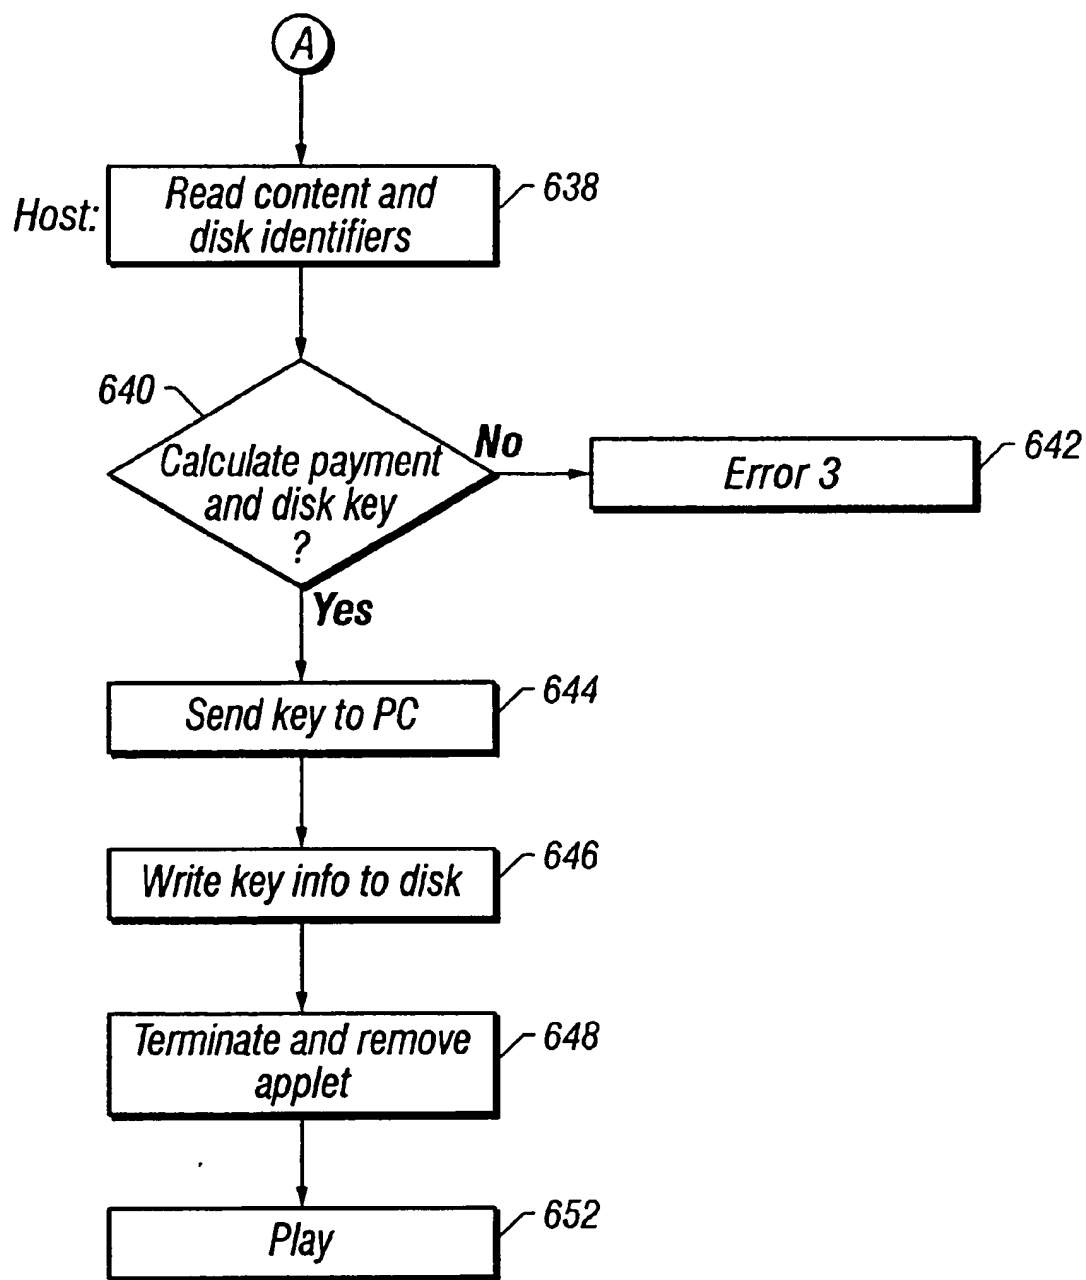 A
Host:
Read content and
disk identifiers
638
640
Calculate payment
and disk key
?
No
Error 3
642
Yes
Send key to PC
644
Write key info to disk
646
Terminate and remove
applet
648
Play
652